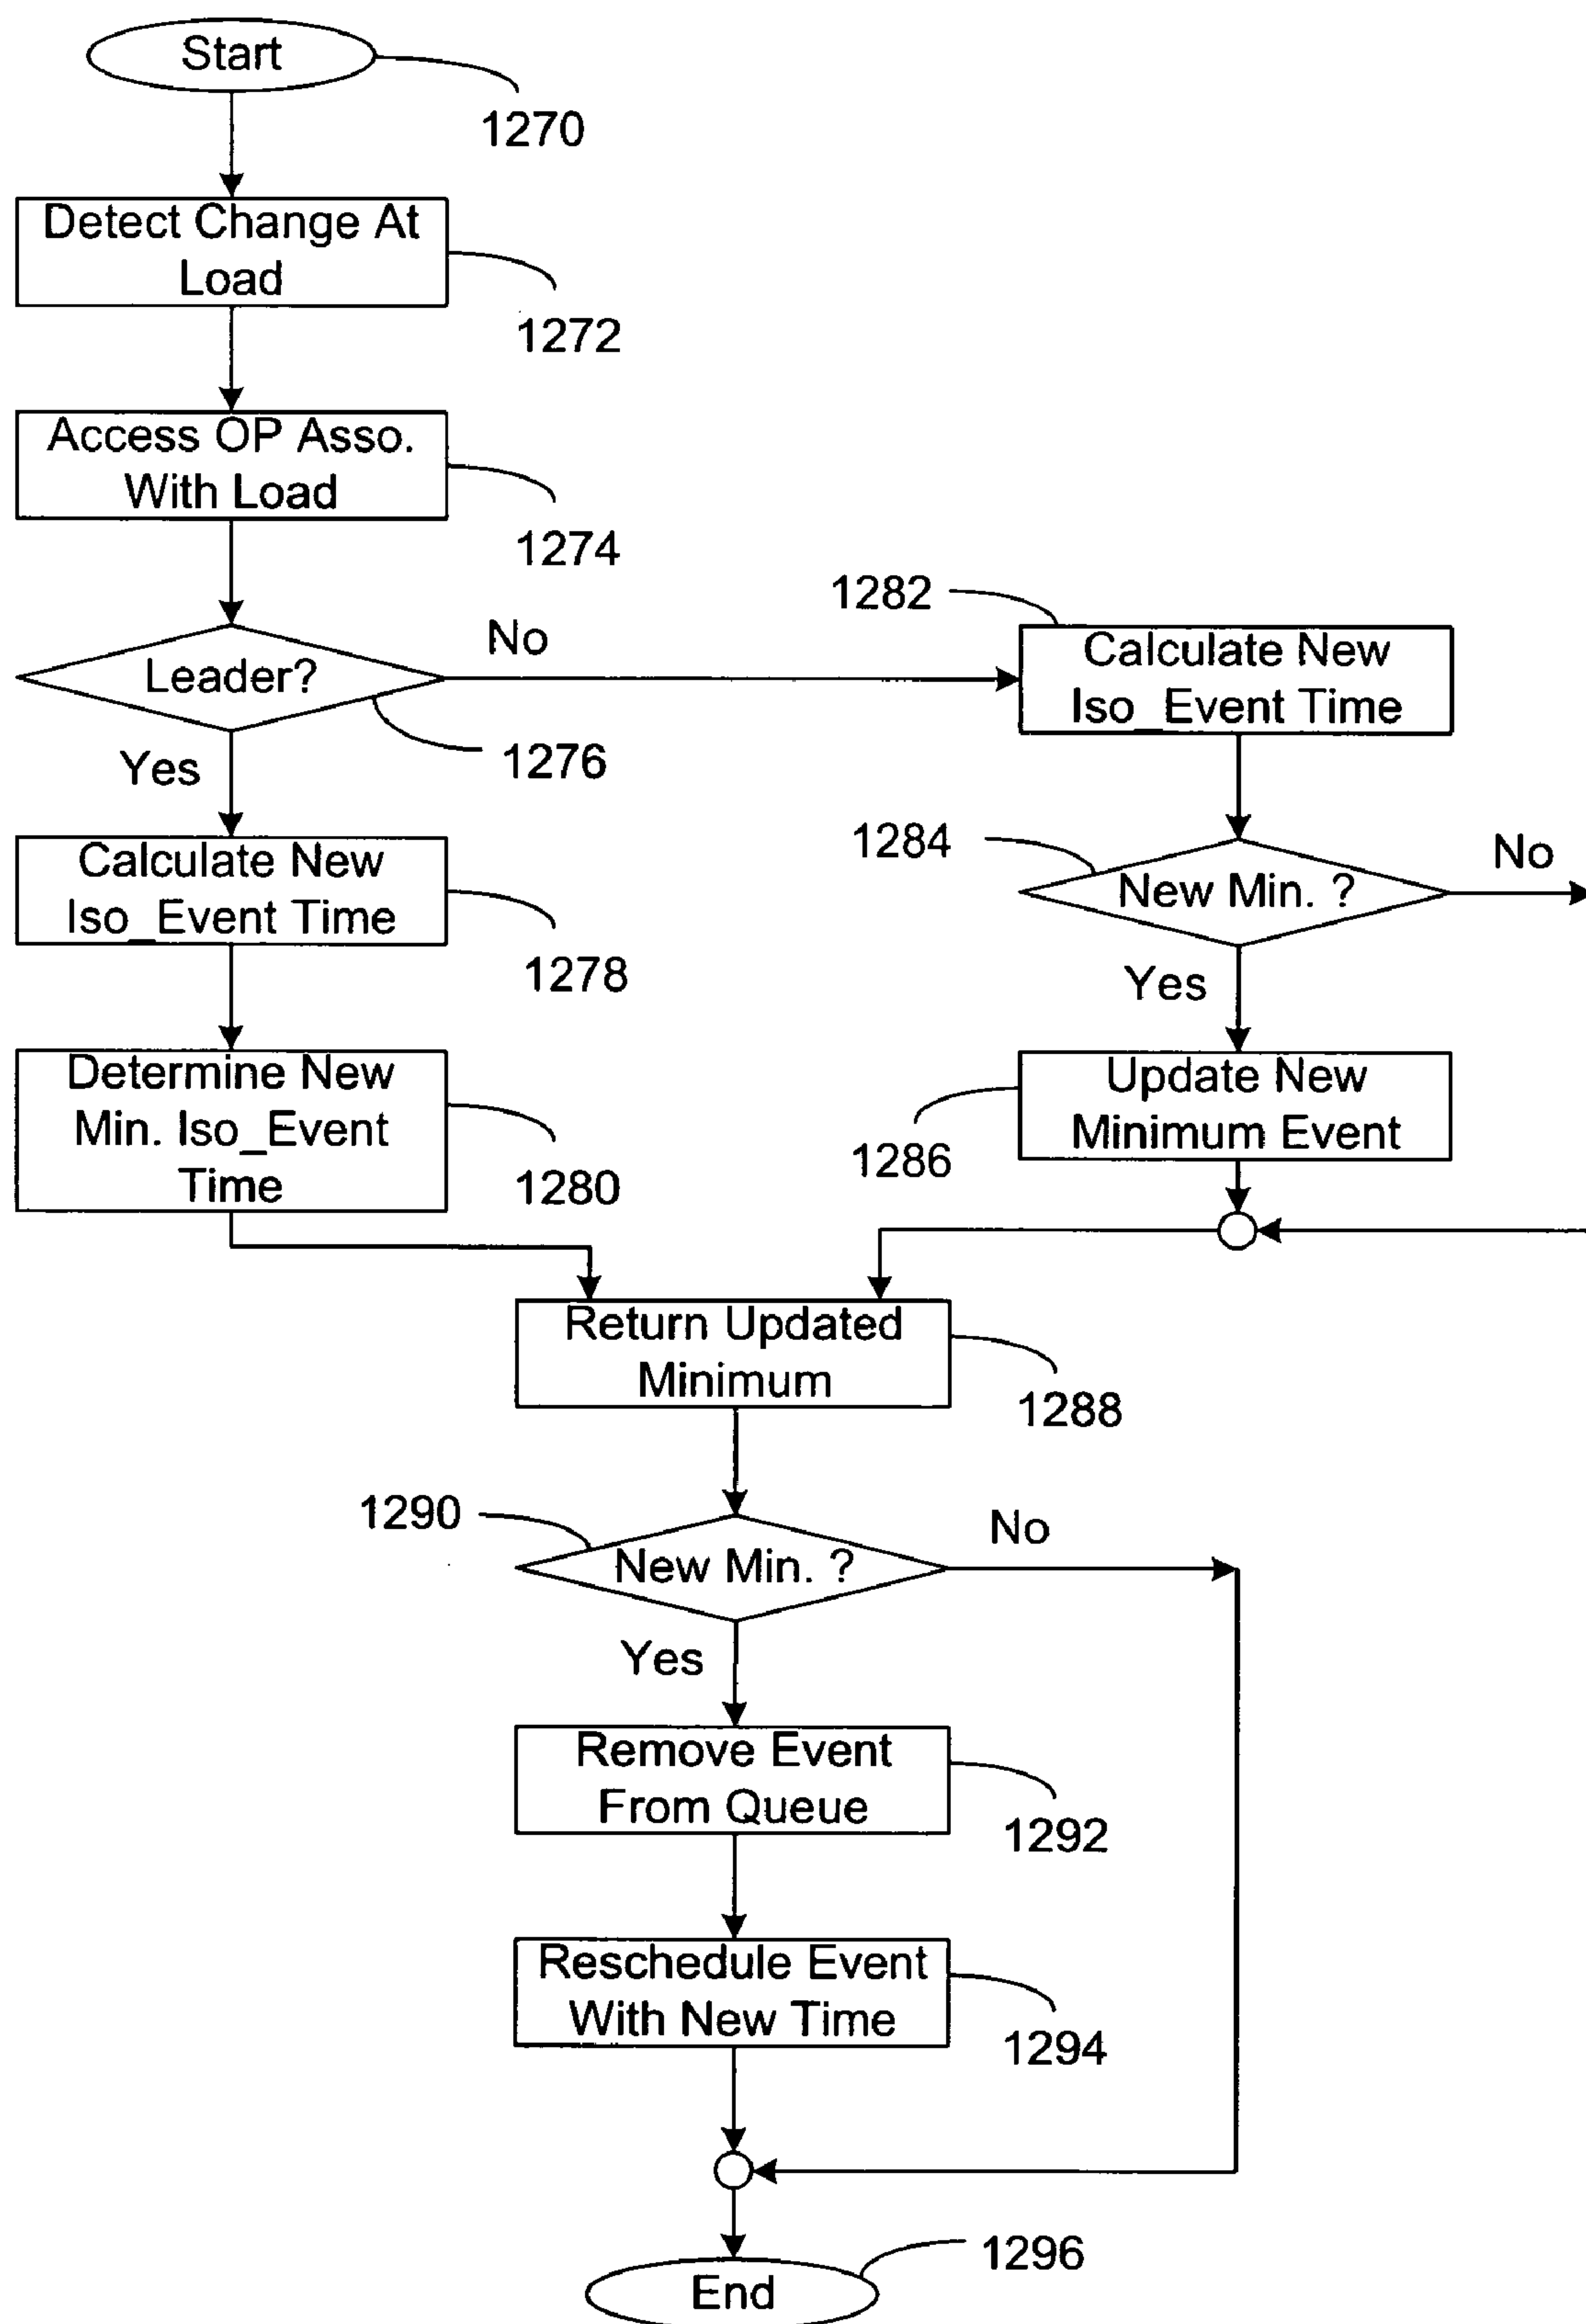 Start
1270
Detect Change At
Load
1272
Access OP Asso.
With Load
1274
Leader?
No
1276
Yes
1282
Calculate New
Iso_Event Time
1284
New Min. ?
No
Yes
Calculate New
Iso_Event Time
1278
Determine New
Min. Iso_Event
Time
1280
Update New
Minimum Event
1286
Return Updated
Minimum
1288
1290
New Min. ?
No
Yes
Remove Event
From Queue
1292
Reschedule Event
With New Time
1294
1296
End